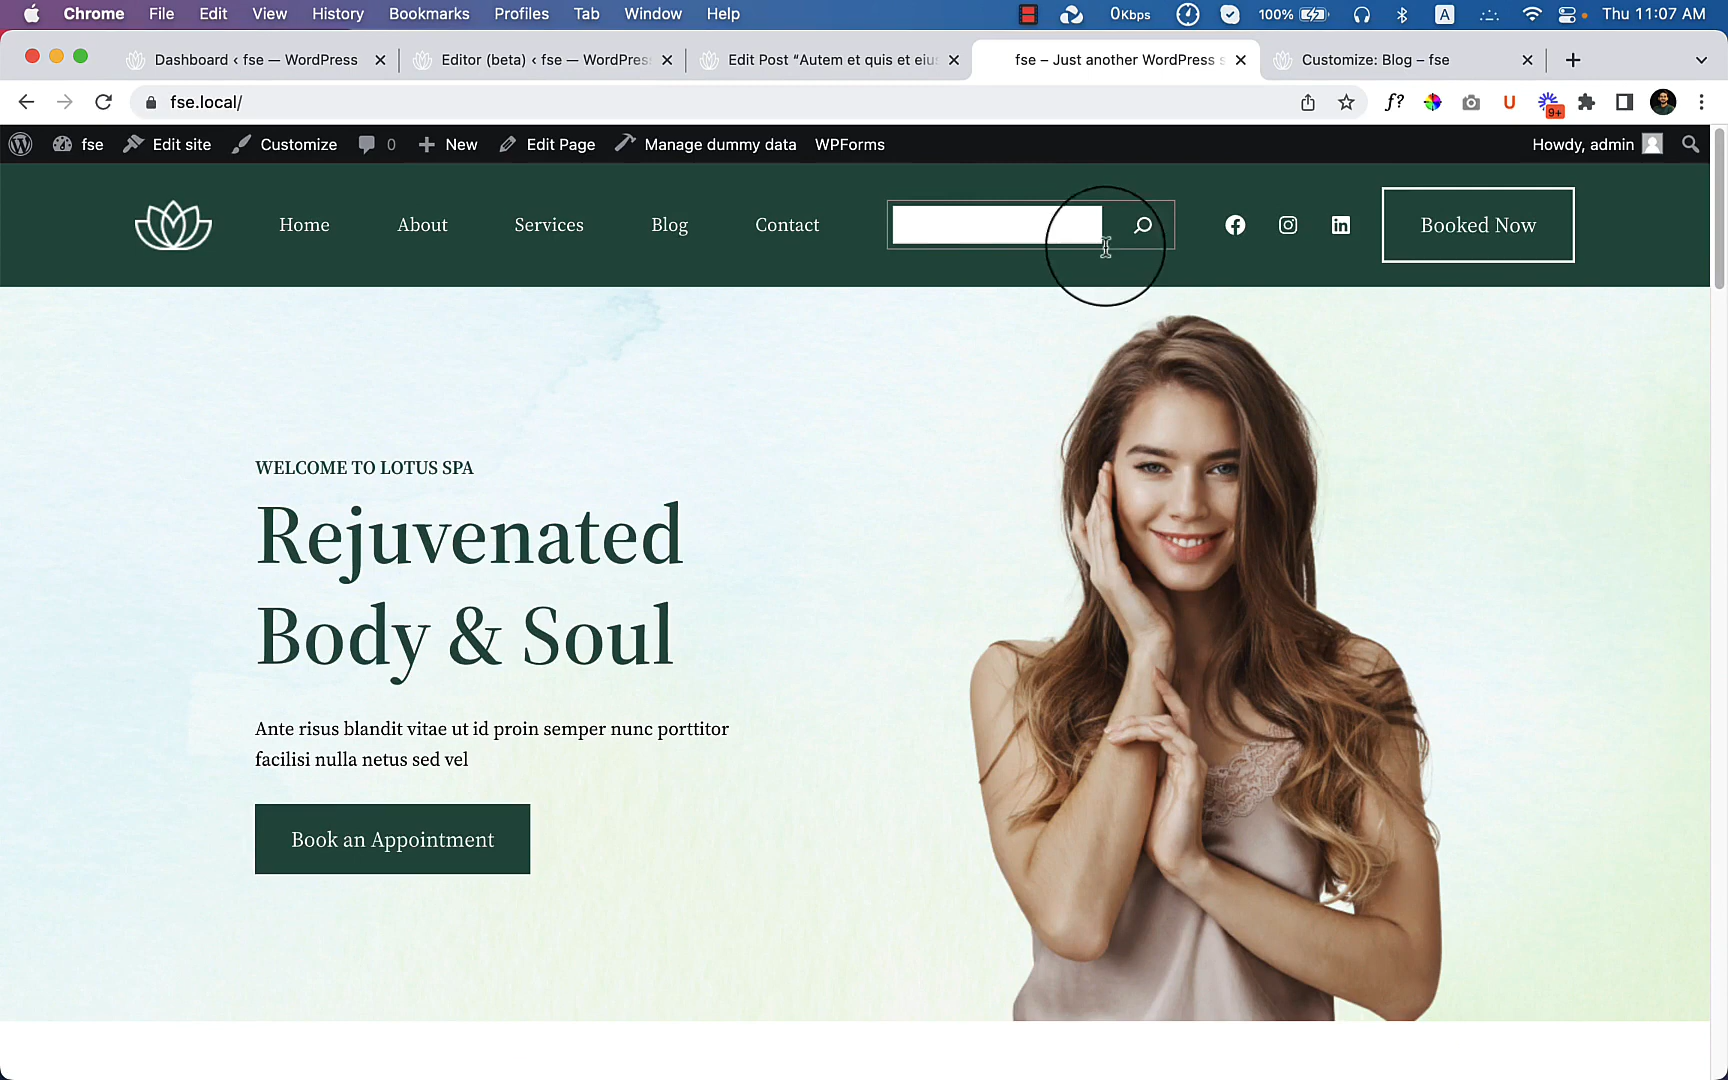 Chrome File Edit View History Bookmarks Profiles Tab Window Help 0Kbps 100% A Thu 11:07 AM
Dashboard ‹ fse — WordPress
Editor (beta) ‹ fse — WordPress
Edit Post “Autem et quis et eius
fse – Just another WordPress s
Customize: Blog – fse
fse.local/
f?
U
9+
fse Edit site Customize 0 New Edit Page Manage dummy data WPForms Howdy, admin
Home About Services Blog Contact Booked Now
WELCOME TO LOTUS SPA
Rejuvenated
Body & Soul
Ante risus blandit vitae ut id proin semper nunc porttitor
facilisi nulla netus sed vel
Book an Appointment